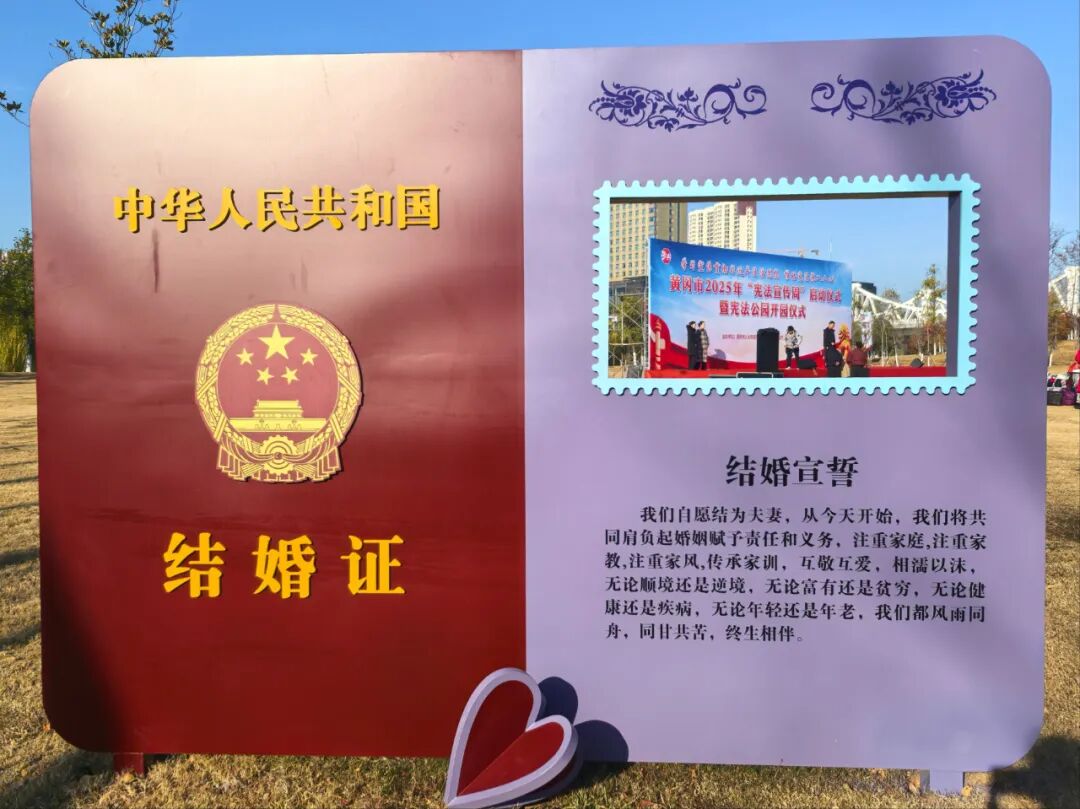 中华人民共和国
结婚证
黄冈市2025年“宪法宣传周”启动仪式
暨宪法公园开园仪式
结婚宣誓
我们自愿结为夫妻，从今天开始，我们将共
同肩负起婚姻赋予责任和义务，注重家庭,注重家
教,注重家风,传承家训，互敬互爱，相濡以沫，
无论顺境还是逆境，无论富有还是贫穷，无论健
康还是疾病，无论年轻还是年老，我们都风雨同
舟，同甘共苦，终生相伴。